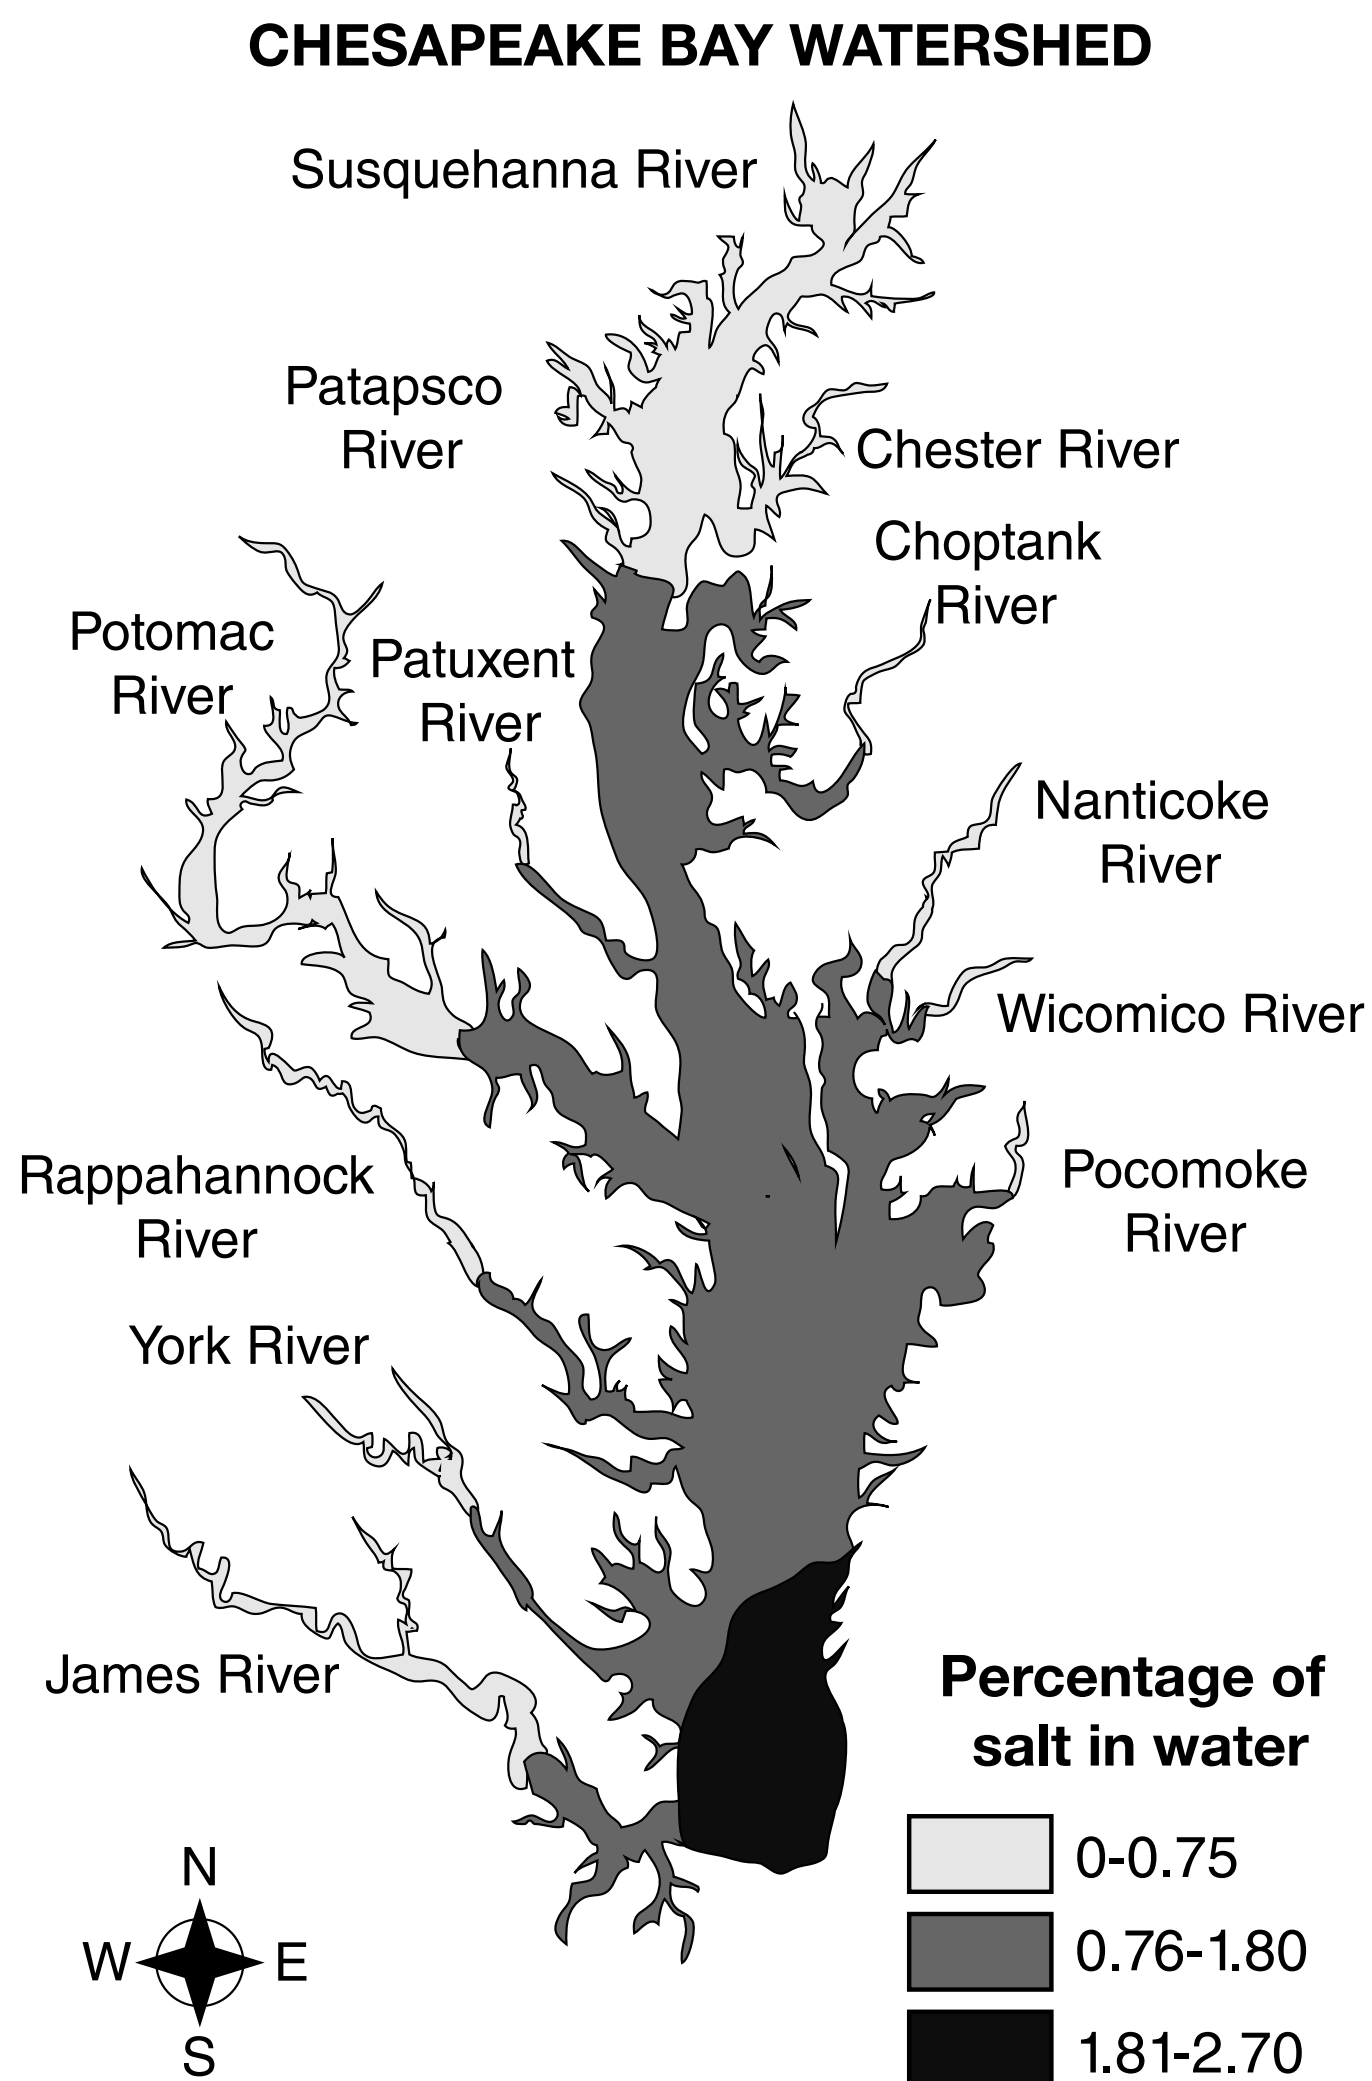 CHESAPEAKE BAY WATERSHED
Susquehanna River
Patapsco
River
Chester River
Choptank
River
Potomac
River
Patuxent
River
Nanticoke
River
Wicomico River
Rappahannock
River
Pocomoke
River
York River
James River
Percentage of
salt in water
0-0.75
0.76-1.80
1.81-2.70
N
W
E
S